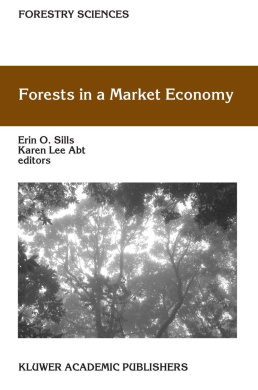 FORESTRY SCIENCES
Forests in a Market Economy
Erin O. Sills
Karen Lee Abt
editors
KLUWER ACADEMIC PUBLISHERS